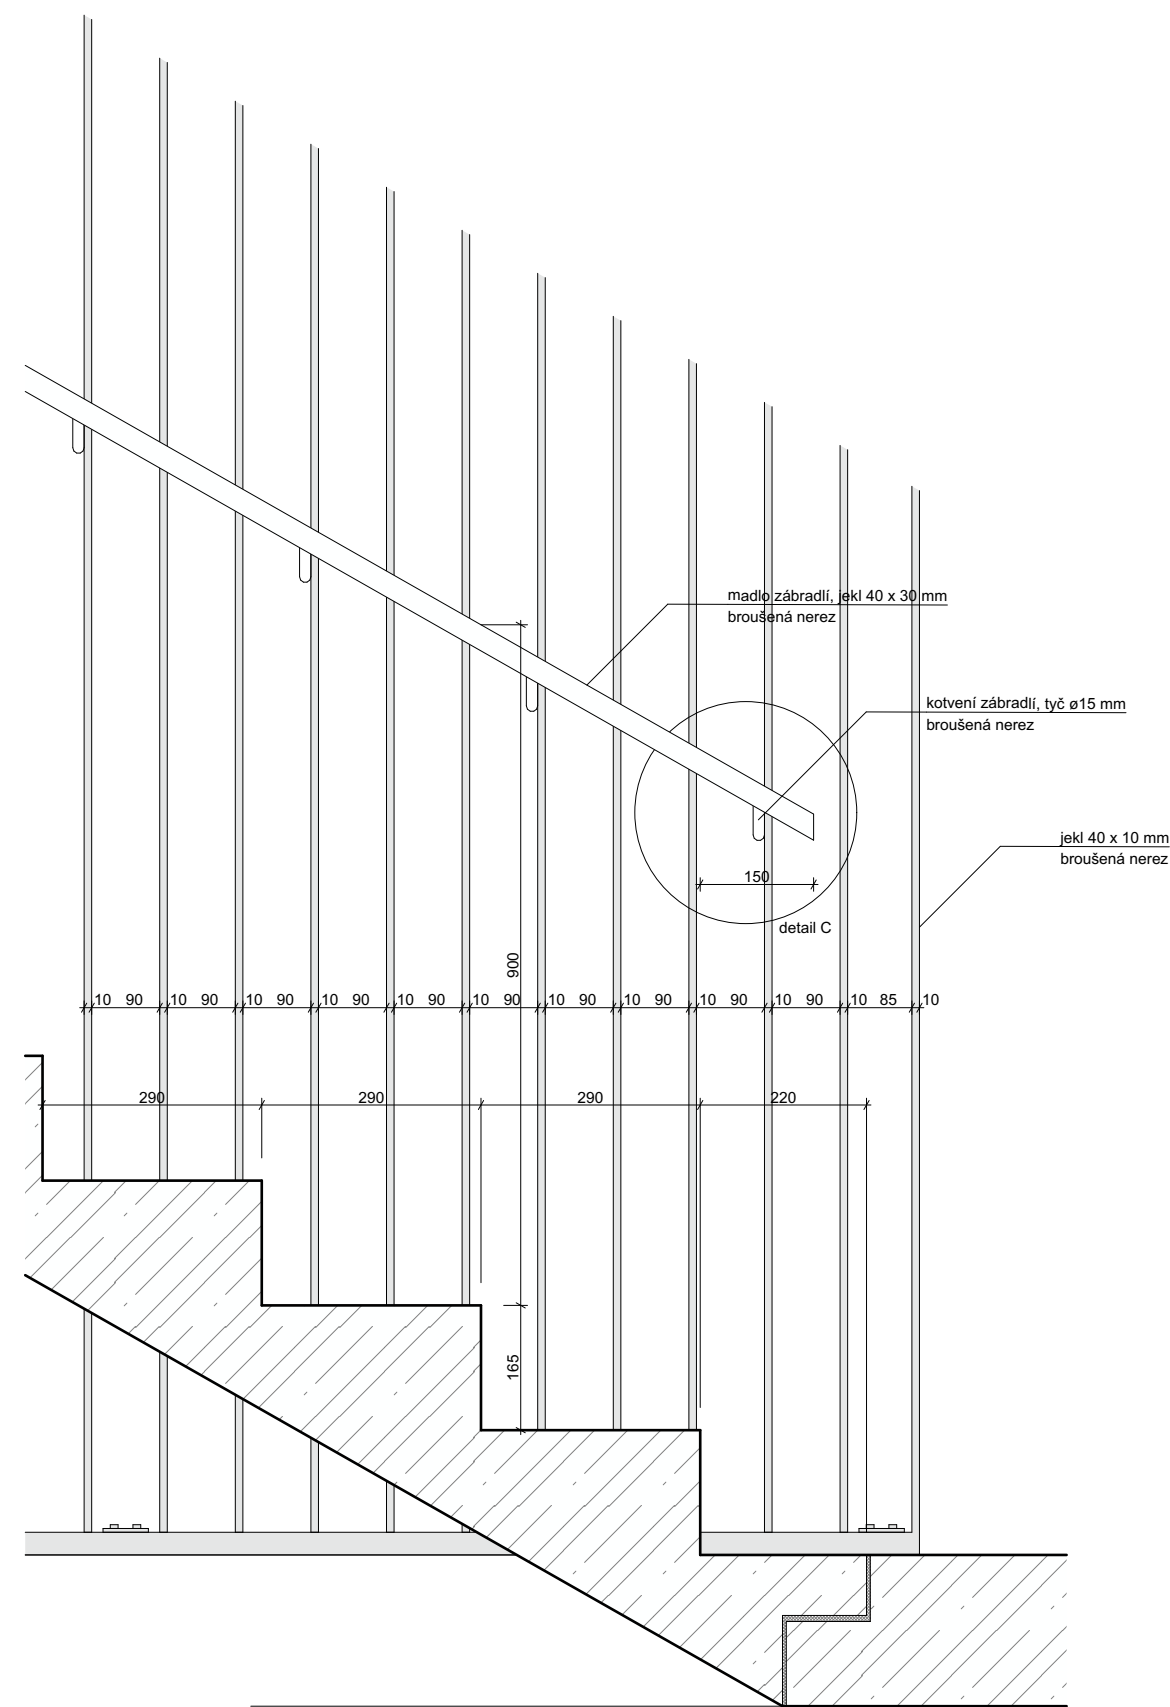 madlo zábradlí, jekl 40 x 30 mm
broušená nerez
kotvení zábradlí, tyč ø15 mm
broušená nerez
jekl 40 x 10 mm
broušená nerez
150
detail C
900
10 90 10 90 10 90 10 90 10 90 10 90 10 90 10 90 10 90 10 90 10 85 10
290 290 290 220
165